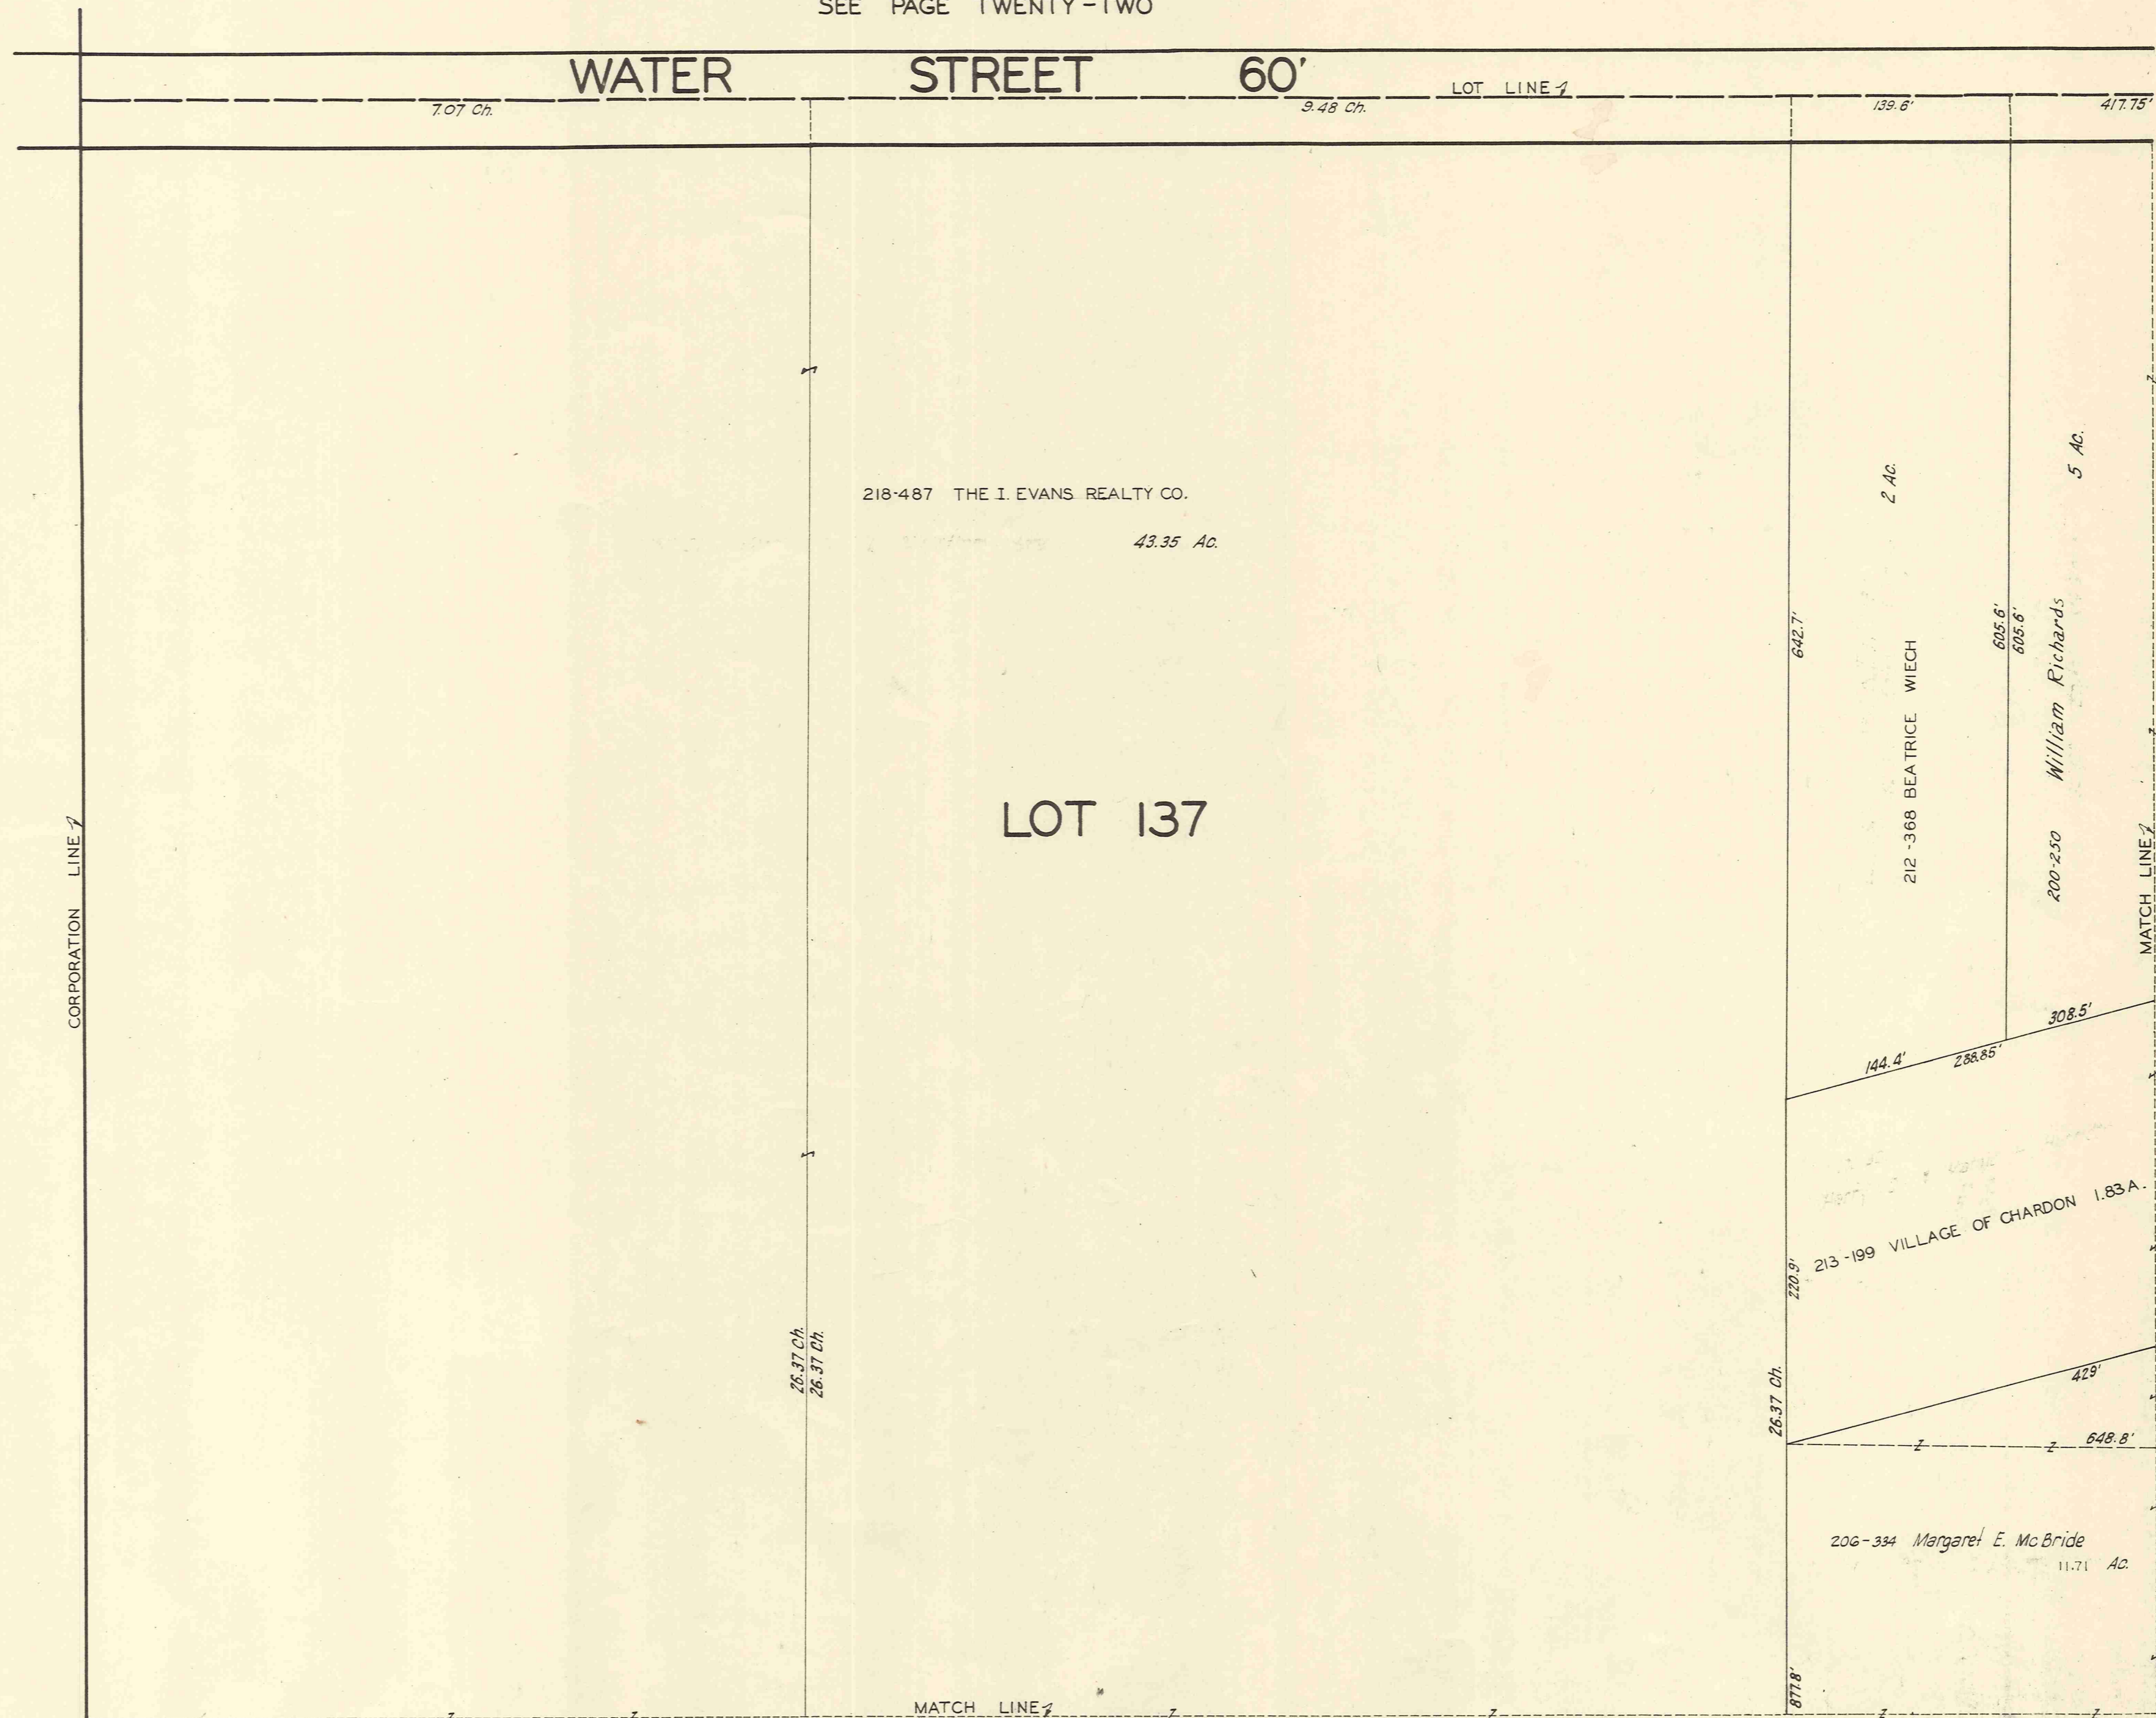 SEE PAGE TWENTY-TWO
WATER STREET 60'
LOT LINE
7.07 Ch.
9.48 Ch.
139.6'
417.75'
218-487 THE I. EVANS REALTY CO.
43.35 Ac.
2 Ac.
5 Ac.
642.7'
605.6'
605.6'
212-368 BEATRICE WIECH
200-250 William Richards
LOT 137
CORPORATION LINE
MATCH LINE
308.5'
144.4'
288.85'
213-199 VILLAGE OF CHARDON 1.83 A.
220.9'
26.37 Ch.
26.37 Ch.
26.37 Ch.
429'
648.8'
206-334 Margaret E. McBride
11.71 Ac.
877.8'
MATCH LINE